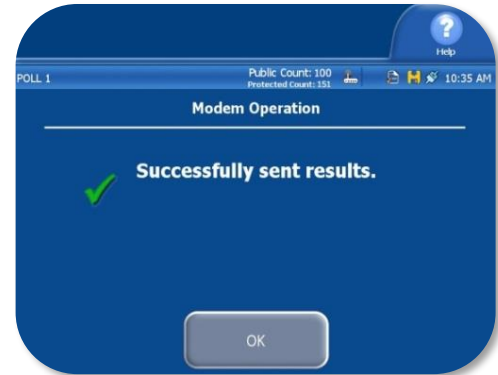 ?
Help
POLL 1
Public Count: 100
Protected Count: 151
10:35 AM
Modem Operation
Successfully sent results.
OK